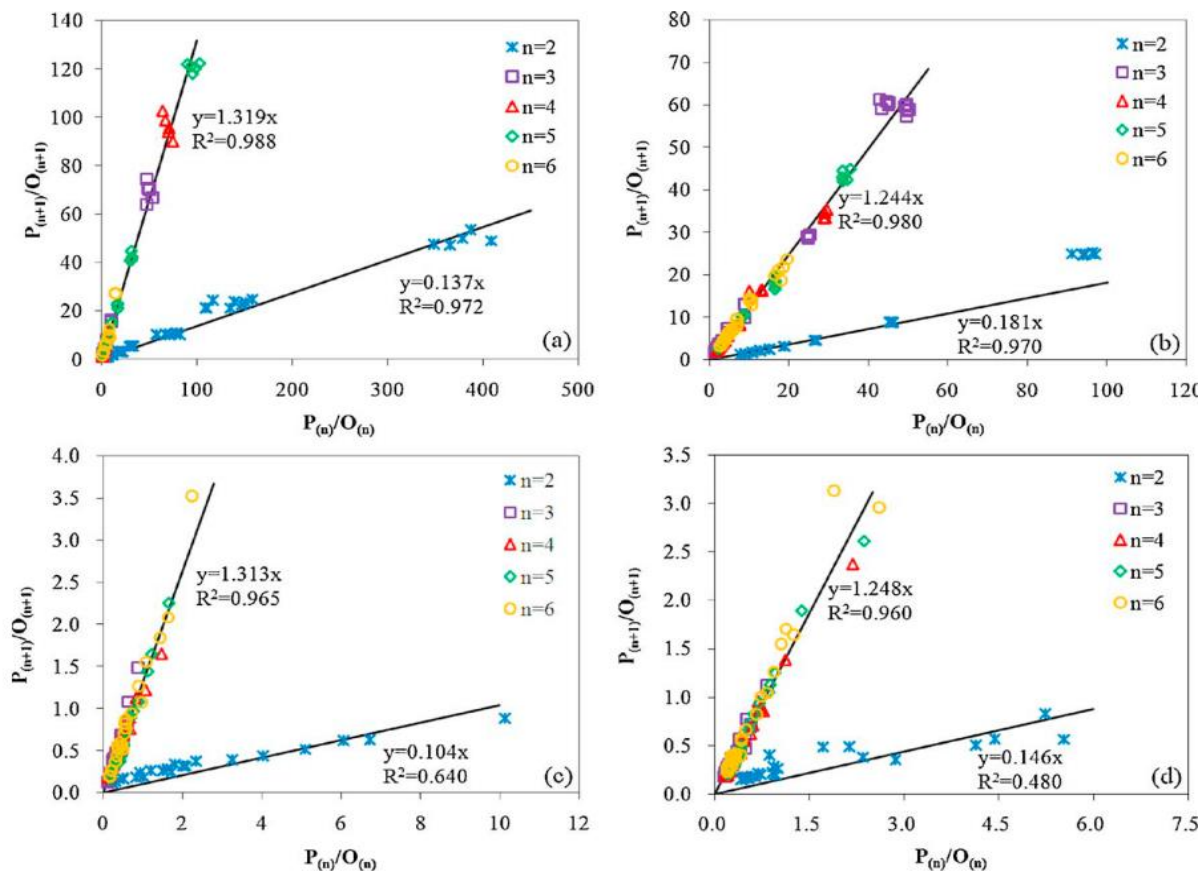 140
120
100
80
60
40
20
0
P(n+1)/O(n+1)
n=2
n=3
n=4
n=5
n=6
y=1.319x
R²=0.988
y=0.137x
R²=0.972
(a)
0 100 200 300 400 500
P(n)/O(n)
80
70
60
50
40
30
20
10
0
P(n+1)/O(n+1)
n=2
n=3
n=4
n=5
n=6
y=1.244x
R²=0.980
y=0.181x
R²=0.970
(b)
0 20 40 60 80 100 120
P(n)/O(n)
4.0
3.5
3.0
2.5
2.0
1.5
1.0
0.5
0.0
P(n+1)/O(n+1)
n=2
n=3
n=4
n=5
n=6
y=1.313x
R²=0.965
y=0.104x
R²=0.640
(c)
0 2 4 6 8 10 12
P(n)/O(n)
3.5
3.0
2.5
2.0
1.5
1.0
0.5
0.0
P(n+1)/O(n+1)
n=2
n=3
n=4
n=5
n=6
y=1.248x
R²=0.960
y=0.146x
R²=0.480
(d)
0.0 1.5 3.0 4.5 6.0 7.5
P(n)/O(n)